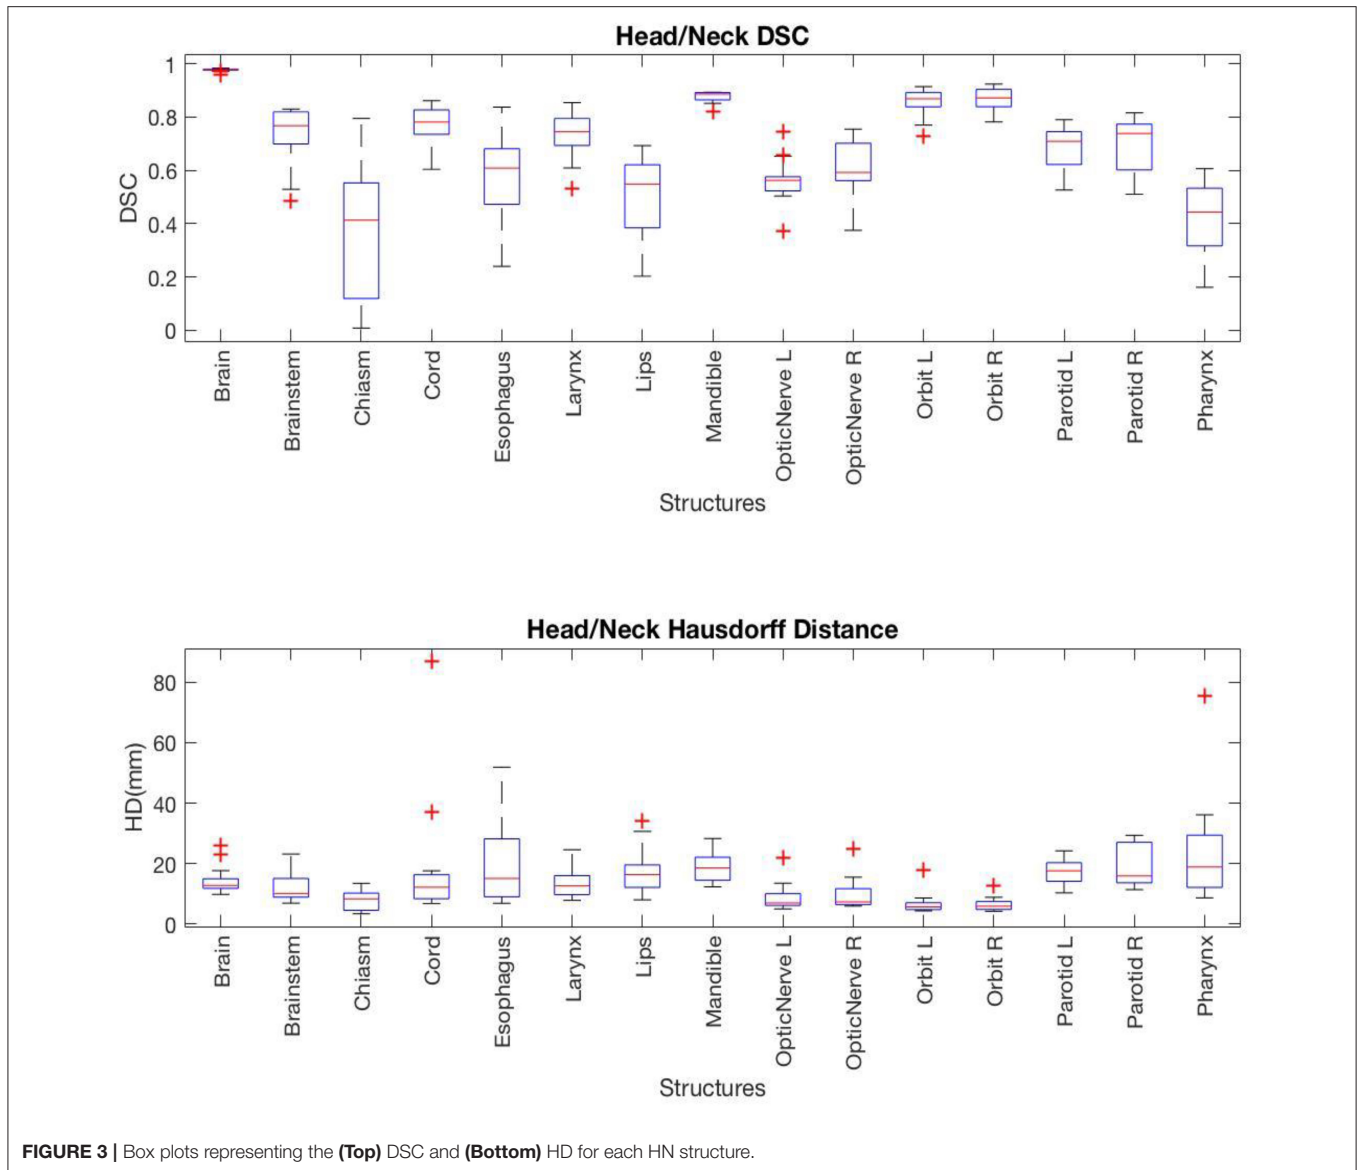 Head/Neck DSC
1
0.8
0.6
0.4
0.2
0
DSC
Brain
Brainstem
Chiasm
Cord
Esophagus
Larynx
Lips
Mandible
OpticNerve L
OpticNerve R
Orbit L
Orbit R
Parotid L
Parotid R
Pharynx
Structures
Head/Neck Hausdorff Distance
80
60
40
20
0
HD(mm)
Brain
Brainstem
Chiasm
Cord
Esophagus
Larynx
Lips
Mandible
OpticNerve L
OpticNerve R
Orbit L
Orbit R
Parotid L
Parotid R
Pharynx
Structures
FIGURE 3 | Box plots representing the (Top) DSC and (Bottom) HD for each HN structure.